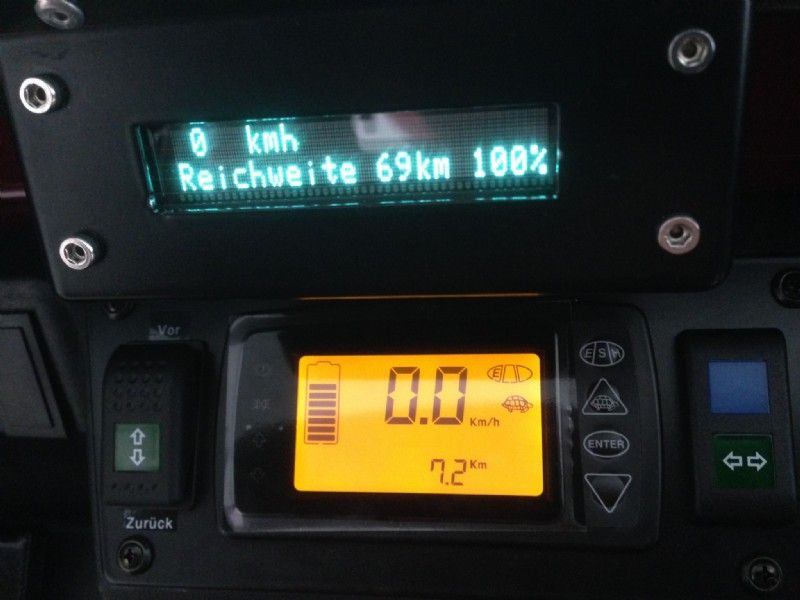 0 kmh
Reichweite 69km 100%
Vor
E S H
E
0.0
Km/h
ENTER
7.2 Km
Zurück